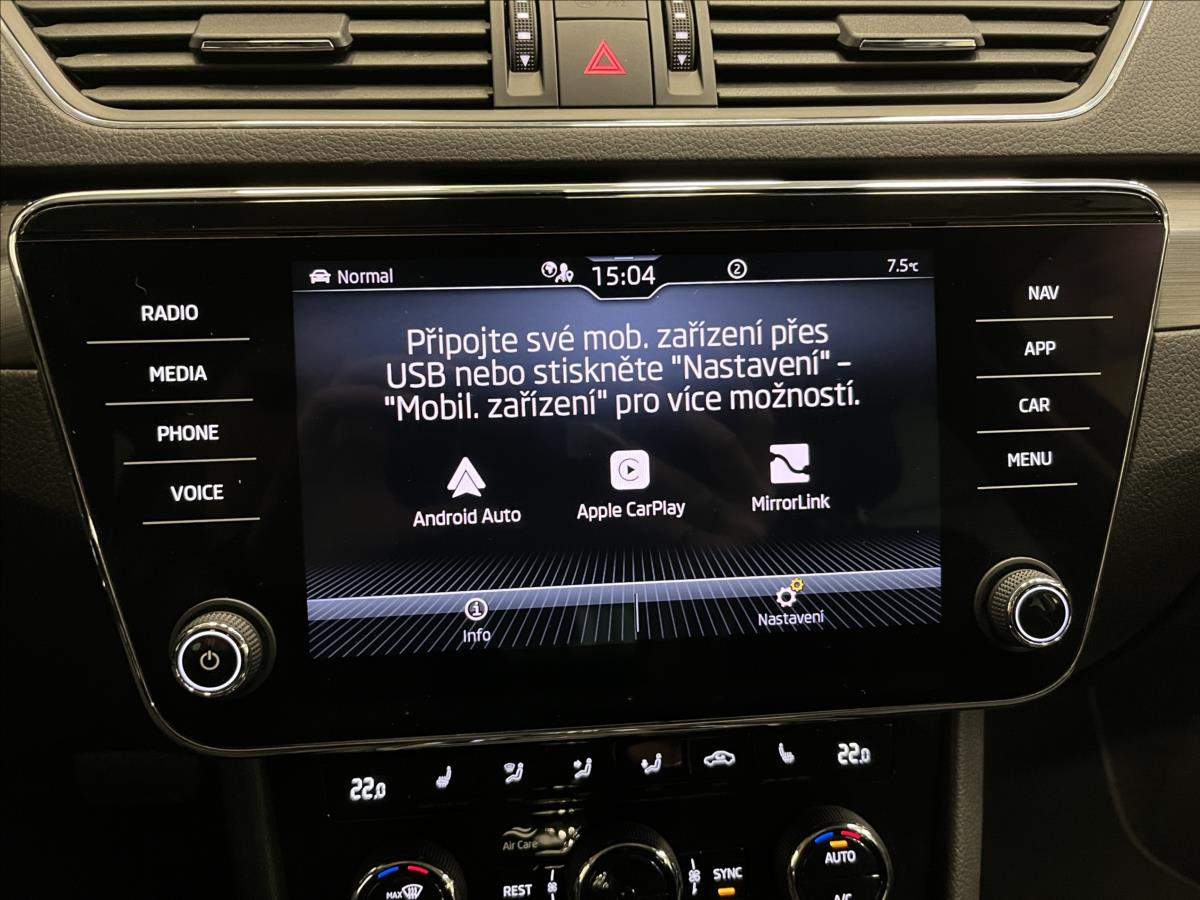 Normal
15:04
2
7.5°C
RADIO
MEDIA
PHONE
VOICE
Připojte své mob. zařízení přes
USB nebo stiskněte "Nastavení" –
"Mobil. zařízení" pro více možností.
Android Auto
Apple CarPlay
MirrorLink
Info
Nastavení
NAV
APP
CAR
MENU
22.0
22.0
Air Care
MAX
REST
SYNC
AUTO
A/C